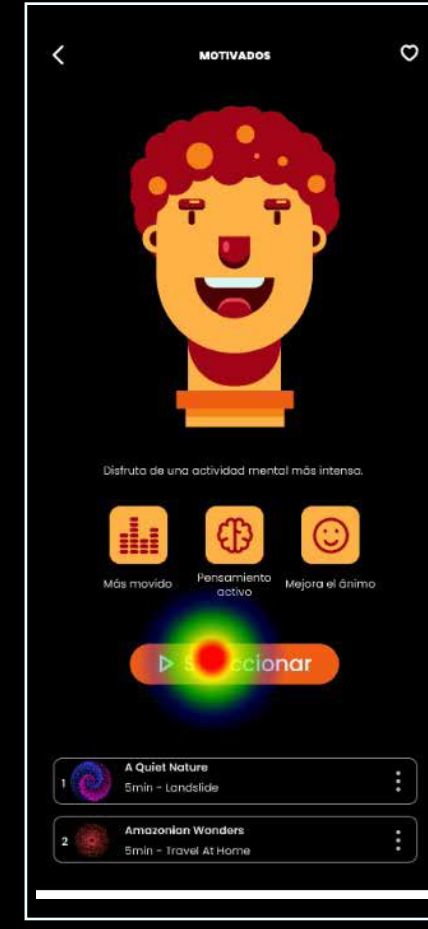 MOTIVADOS
Disfruta de una actividad mental más intensa.
Más movido
Pensamiento
activo
Mejora el ánimo
1
A Quiet Nature
5min - Landslide
2
Amazonian Wonders
5min - Travel At Home